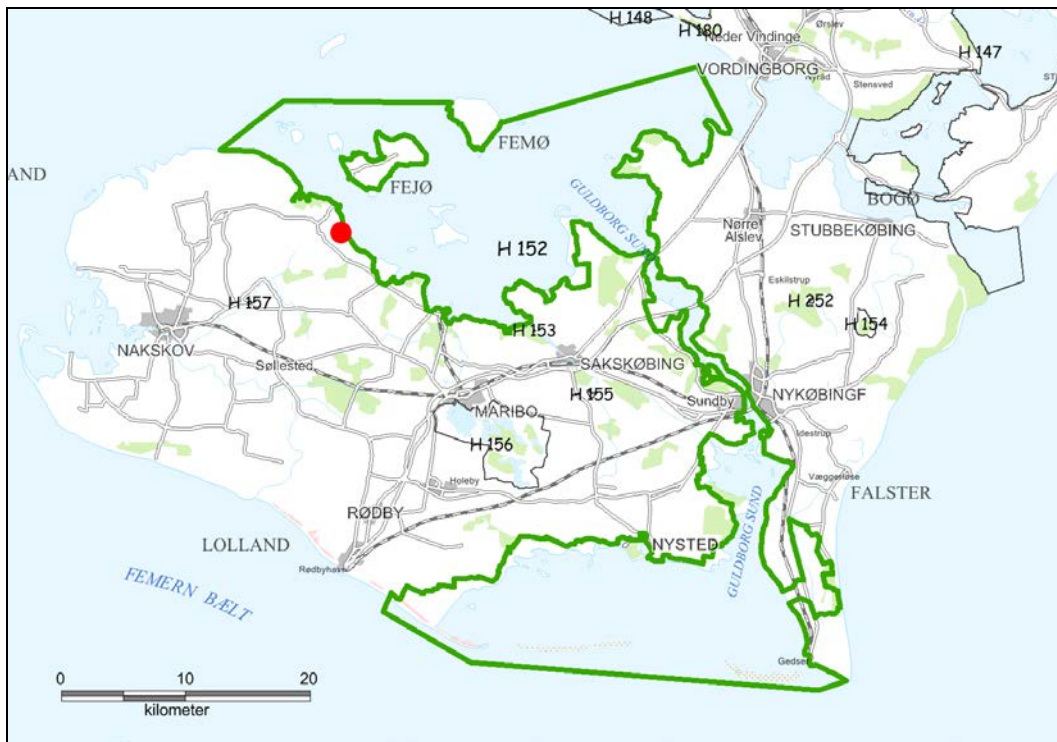 H 148
Ørslev
H 180
Neder Vindinge
H 147
VORDINGBORG
Nyråd
Stensved
FEMØ
AND
FEJØ
BOGØ
GULDBORG SUND
Nørre
Alslev
STUBBEKØBING
H 152
Eskilstrup
H 157
H 252
H 153
H 154
NAKSKOV
SAKSKØBING
Søllested
H 155
NYKØBINGF
MARIBO
Sundby
Idestrup
H 156
Væggerløse
Holeby
FALSTER
RØDBY
GULDBORG SUND
LOLLAND
NYSTED
Rødbyhavn
FEMERN BÆLT
Gedser
0 10 20
kilometer